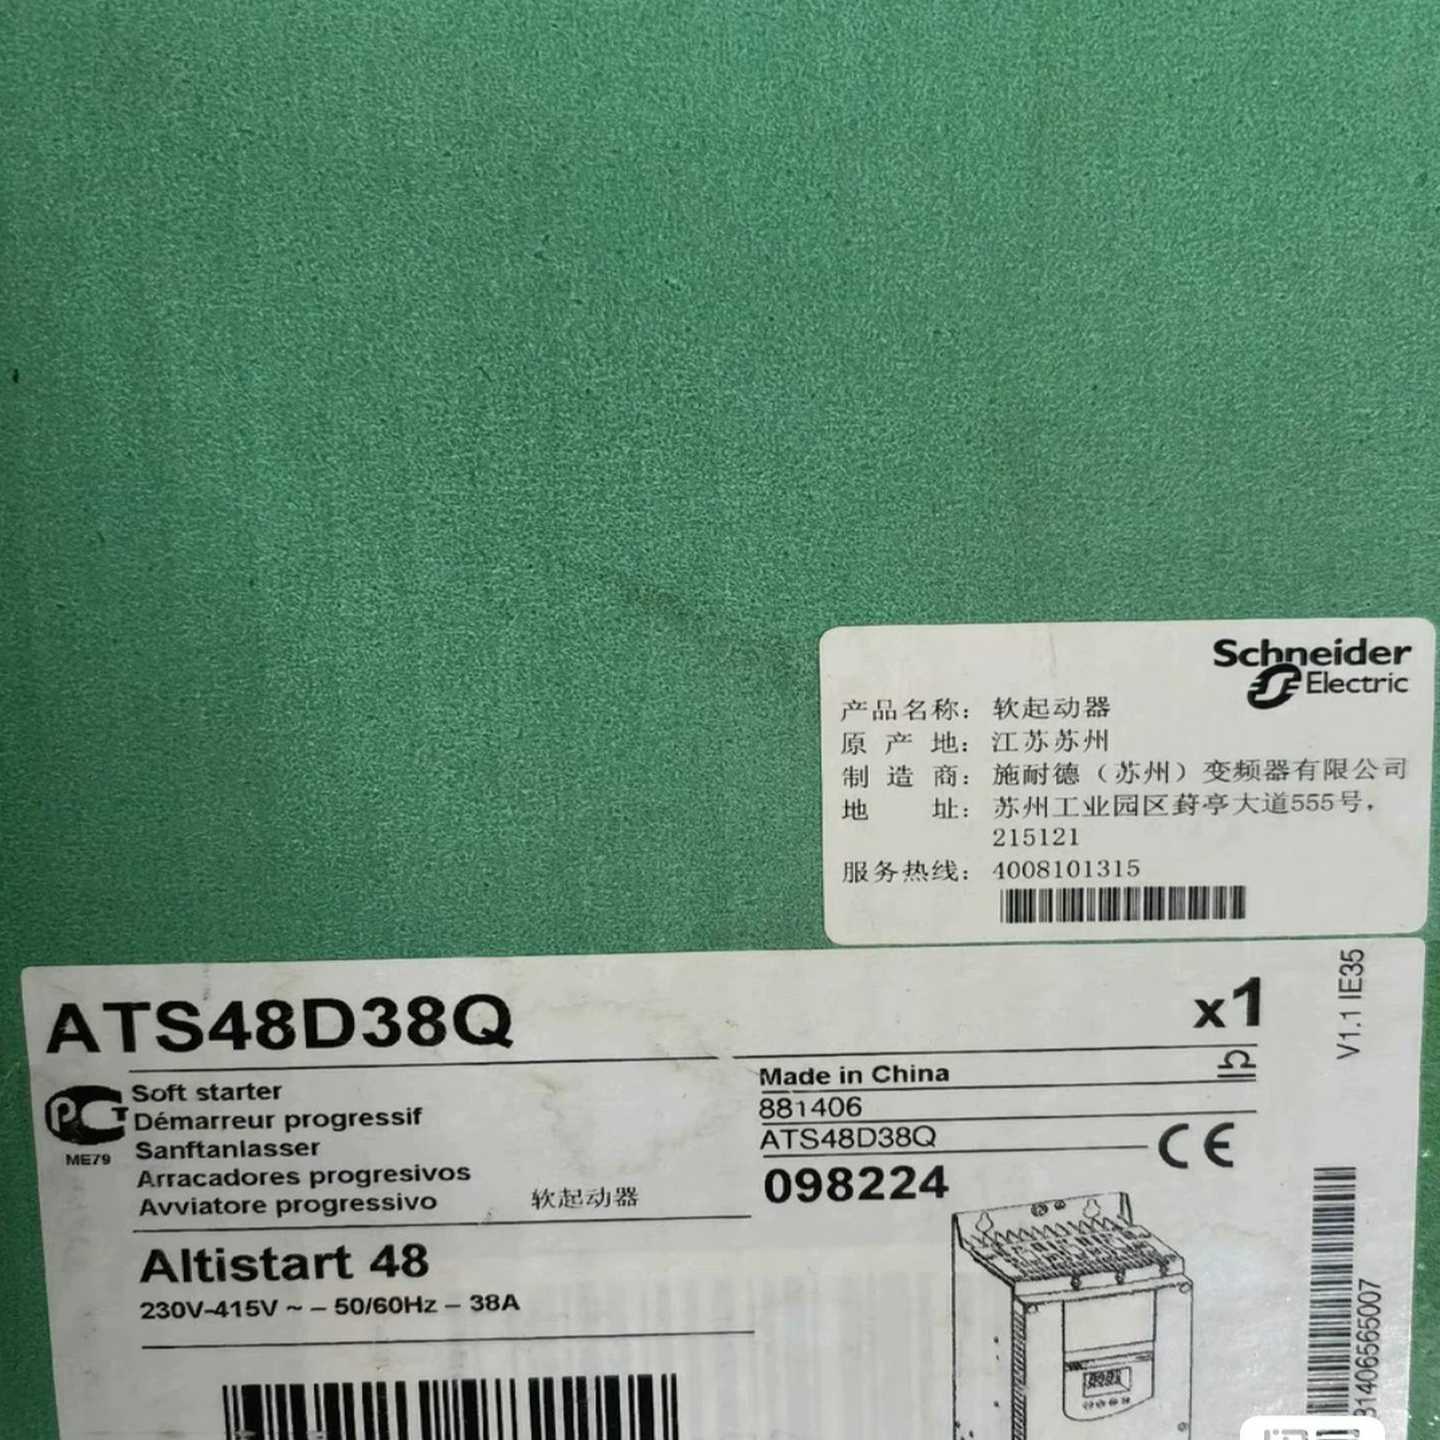 Schneider
Electric
产品名称：软起动器
原产地：江苏苏州
制造商：施耐德（苏州）变频器有限公司
地址：苏州工业园区葑亭大道555号，
215121
服务热线：4008101315
V1.1 IE35
ATS48D38Q
x1
Soft starter
Démarreur progressif
Sanftanlasser
Arracadores progresivos
Avviatore progressivo
软起动器
ME79
Made in China
881406
ATS48D38Q
098224
CE
Altistart 48
230V-415V ~ – 50/60Hz – 38A
31406565007